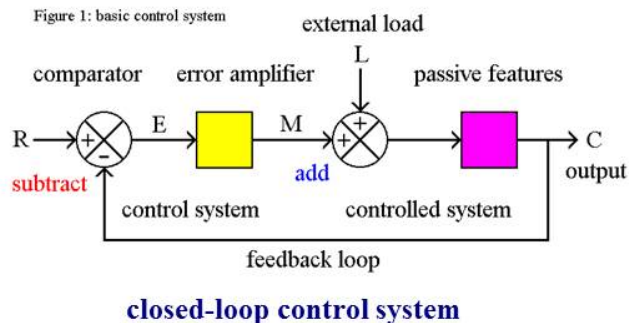 Figure 1: basic control system
external load
L
comparator
error amplifier
passive features
R
+
-
E
M
+
+
C
subtract
add
output
control system
controlled system
feedback loop
closed-loop control system